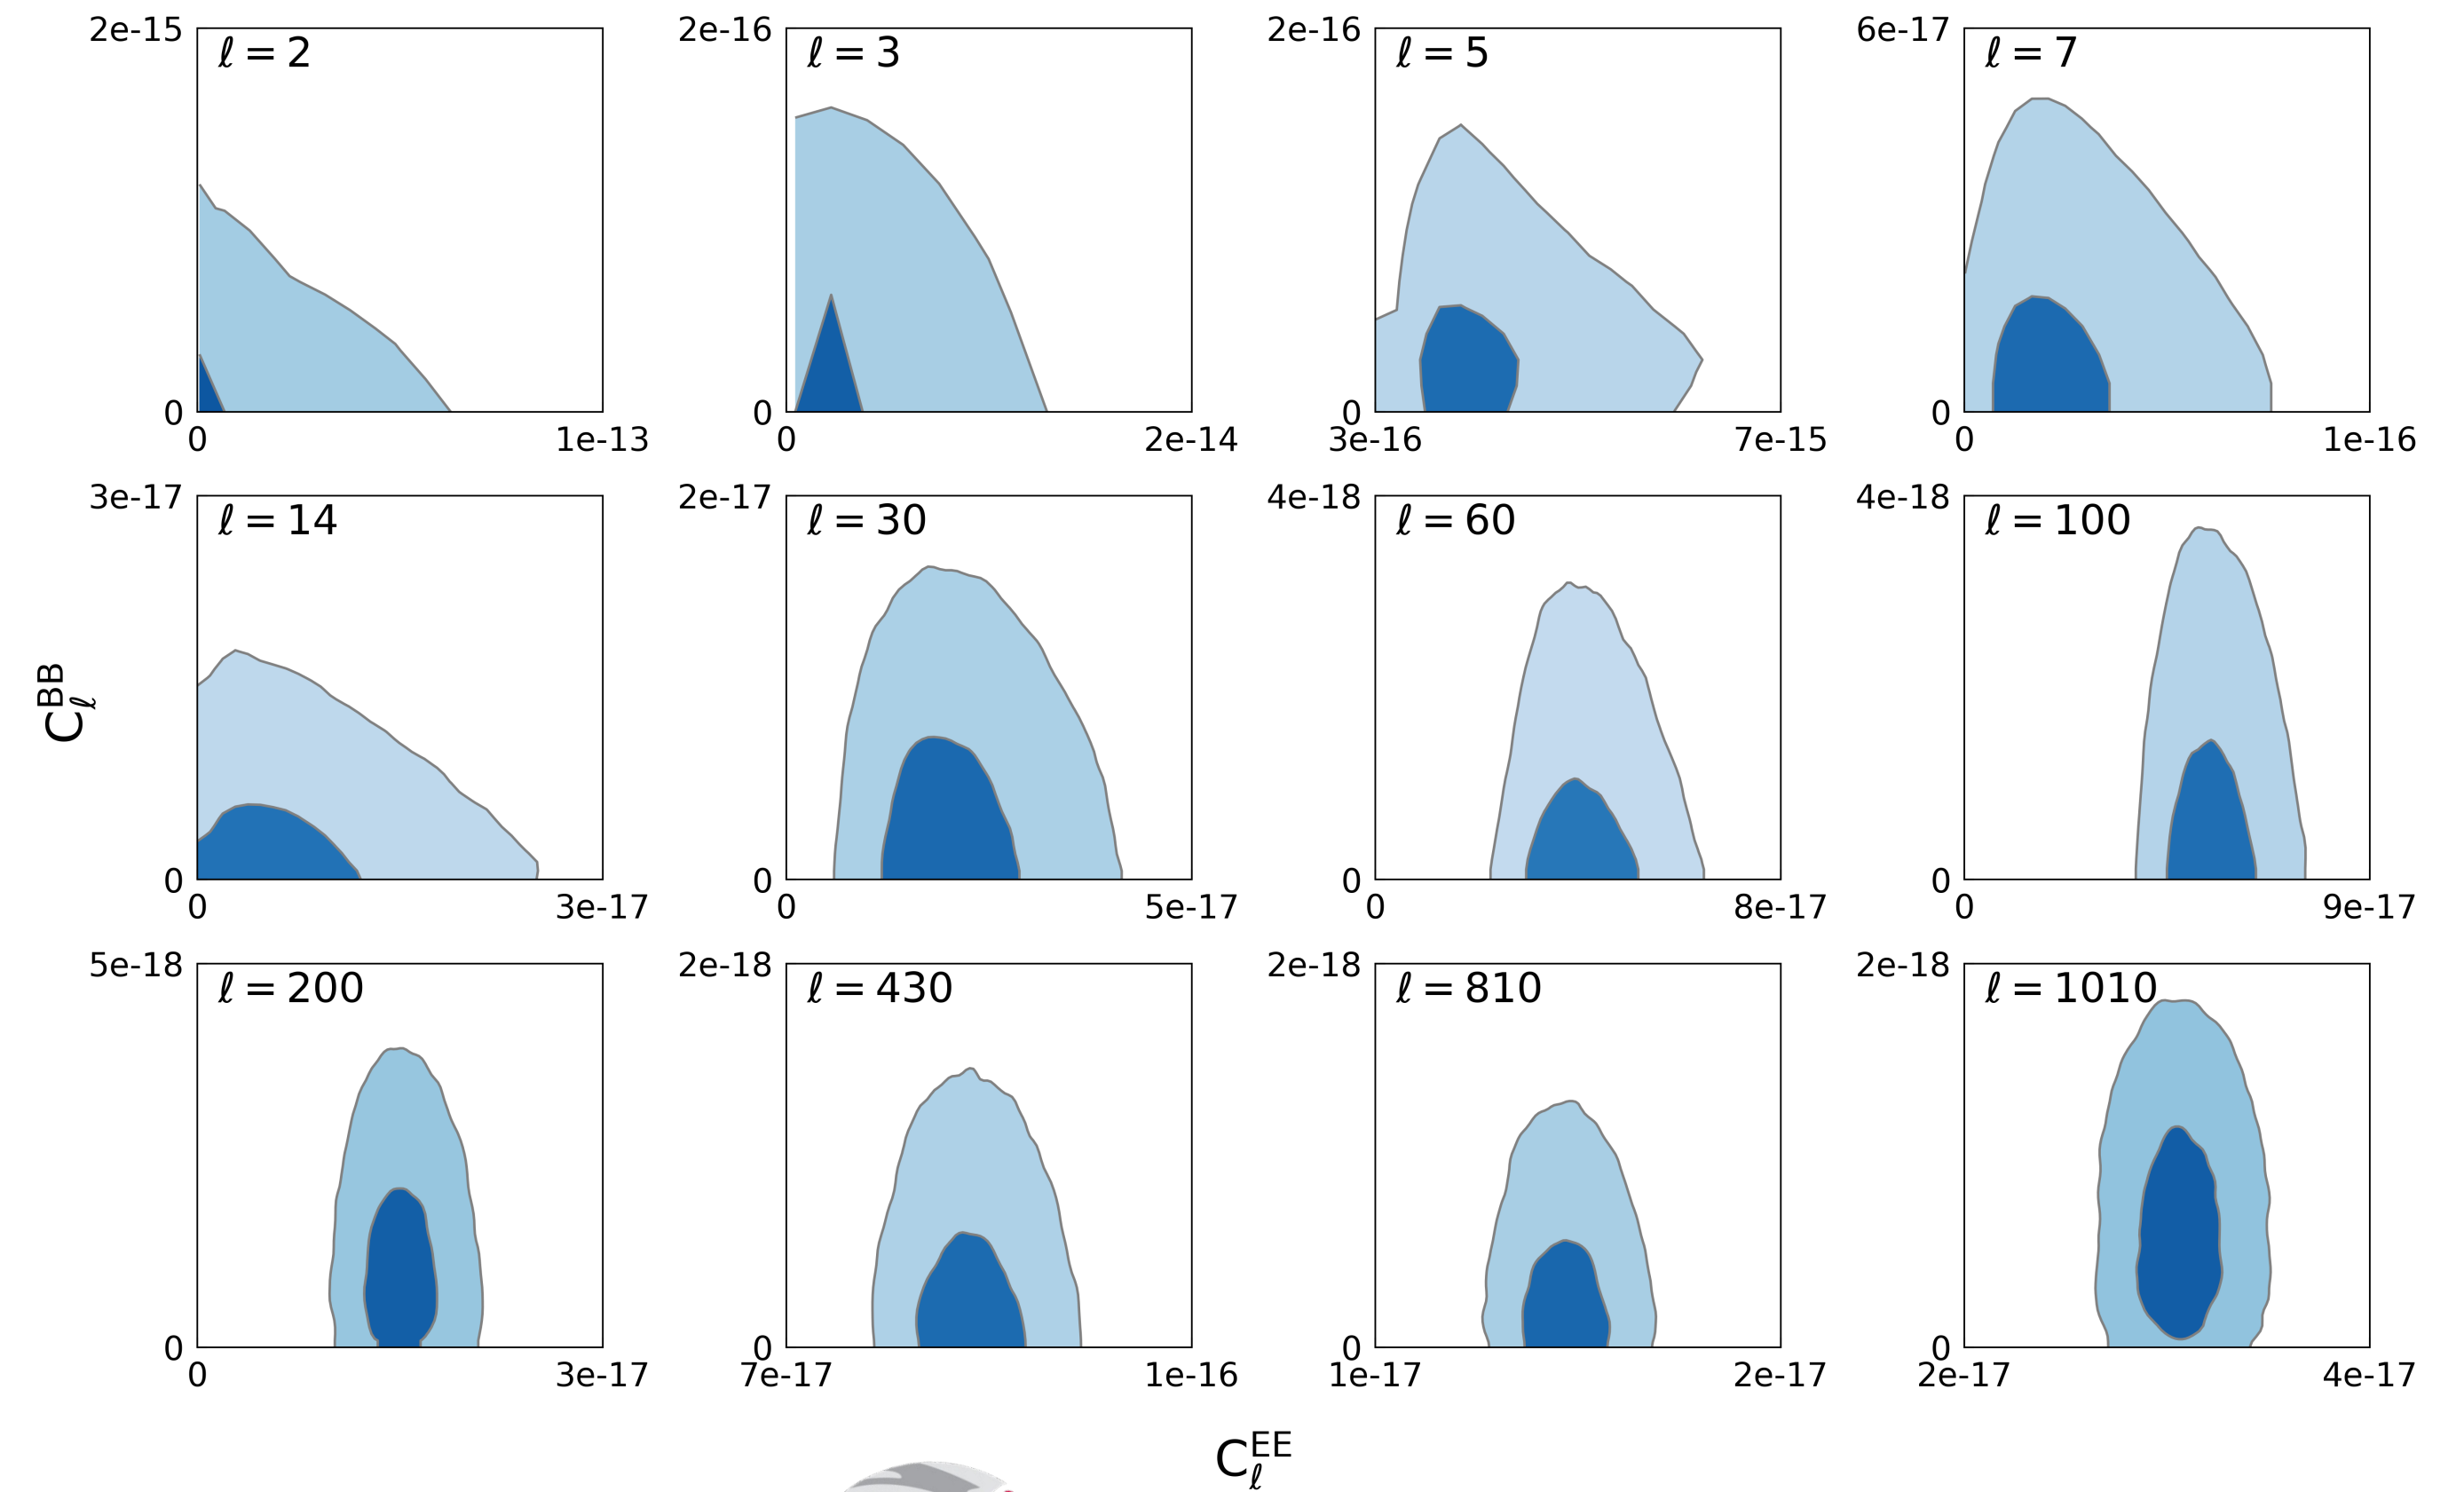 2e-15 ℓ = 2 2e-16 ℓ = 3 2e-16 ℓ = 5 6e-17 ℓ = 7
0 0 0 0
0 1e-13 0 2e-14 3e-16 7e-15 0 1e-16
3e-17 ℓ = 14 2e-17 ℓ = 30 4e-18 ℓ = 60 4e-18 ℓ = 100
C_ℓ^BB
0 0 0 0
0 3e-17 0 5e-17 0 8e-17 0 9e-17
5e-18 ℓ = 200 2e-18 ℓ = 430 2e-18 ℓ = 810 2e-18 ℓ = 1010
0 0 0 0
0 3e-17 7e-17 1e-16 1e-17 2e-17 2e-17 4e-17
C_ℓ^EE